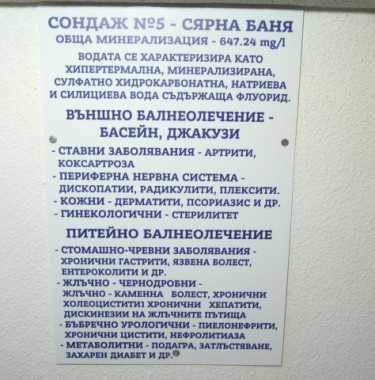 СОНДАЖ №5 - СЯРНА БАНЯ
ОБЩА МИНЕРАЛИЗАЦИЯ - 647.24 mg/l
ВОДАТА СЕ ХАРАКТЕРИЗИРА КАТО
ХИПЕРТЕРМАЛНА, МИНЕРАЛИЗИРАНА,
СУЛФАТНО ХИДРОКАРБОНАТНА, НАТРИЕВА
И СИЛИЦИЕВА ВОДА СЪДЪРЖАЩА ФЛУОРИД.
ВЪНШНО БАЛНЕОЛЕЧЕНИЕ -
БАСЕЙН, ДЖАКУЗИ
- СТАВНИ ЗАБОЛЯВАНИЯ - АРТРИТИ,
КОКСАРТРОЗА
- ПЕРИФЕРНА НЕРВНА СИСТЕМА -
ДИСКОПАТИИ, РАДИКУЛИТИ, ПЛЕКСИТИ.
- КОЖНИ - ДЕРМАТИТИ, ПСОРИАЗИС И ДР.
- ГИНЕКОЛОГИЧНИ - СТЕРИЛИТЕТ
ПИТЕЙНО БАЛНЕОЛЕЧЕНИЕ
- СТОМАШНО-ЧРЕВНИ ЗАБОЛЯВАНИЯ -
ХРОНИЧНИ ГАСТРИТИ, ЯЗВЕНА БОЛЕСТ,
ЕНТЕРОКОЛИТИ И ДР.
- ЖЛЪЧНО - ЧЕРНОДРОБНИ -
ЖЛЪЧНО - КАМЕННА БОЛЕСТ, ХРОНИЧНИ
ХОЛЕОЦИСТИТИ ХРОНИЧНИ ХЕПАТИТИ,
ДИСКИНЕЗИИ НА ЖЛЪЧНИТЕ ПЪТИЩА
- БЪБРЕЧНО УРОЛОГИЧНИ - ПИЕЛОНЕФРИТИ,
ХРОНИЧНИ ЦИСТИТИ, НЕФРОЛИТИАЗА
- МЕТАБОЛИТНИ - ПОДАГРА, ЗАТЛЪСТЯВАНЕ,
ЗАХАРЕН ДИАБЕТ И ДР.